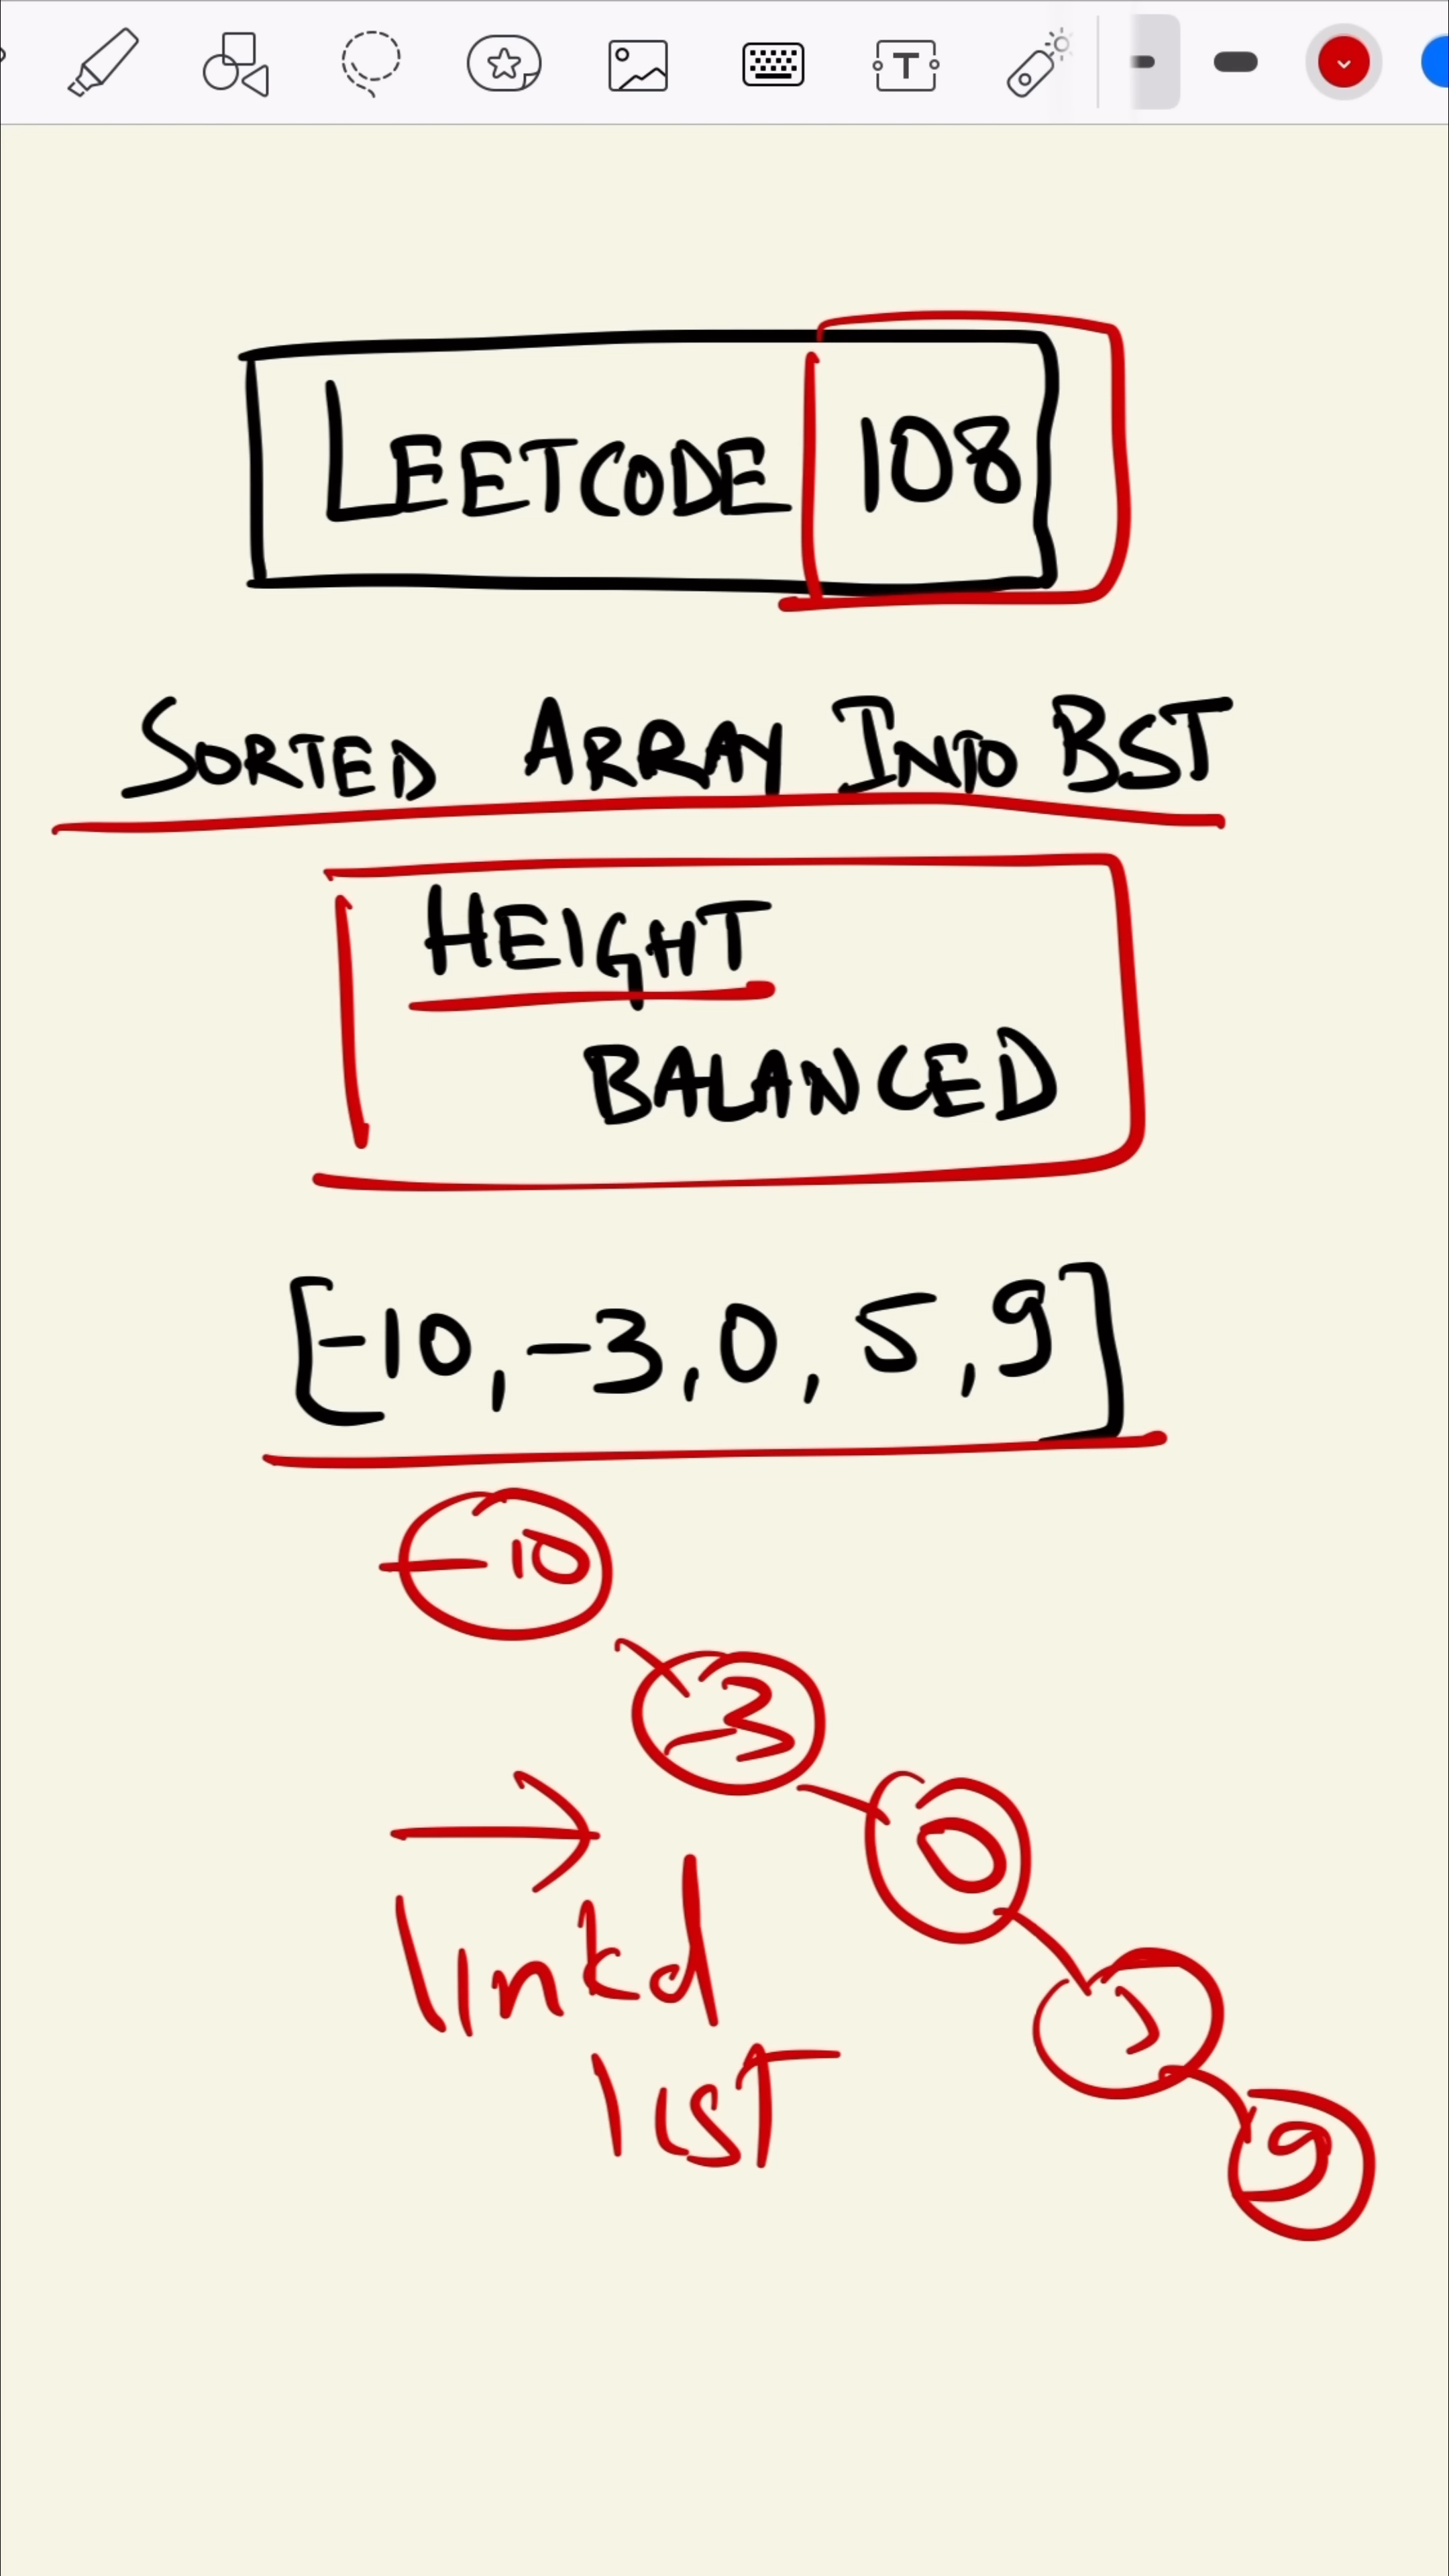 LEETCODE 108
SORTED ARRAY INTO BST
HEIGHT
BALANCED
[-10,-3,0,5,9]
-10
-3
0
9
linkd
list